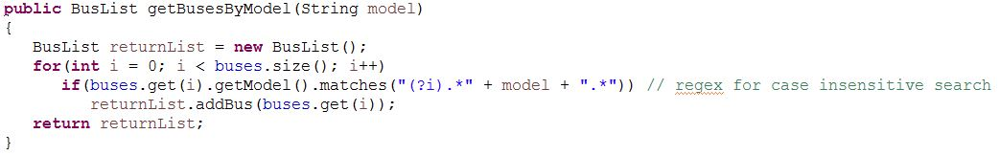 public BusList getBusesByModel(String model)
{
   BusList returnList = new BusList();
   for(int i = 0; i < buses.size(); i++)
      if(buses.get(i).getModel().matches("(?i).*" + model + ".*")) // regex for case insensitive search
         returnList.addBus(buses.get(i));
   return returnList;
}